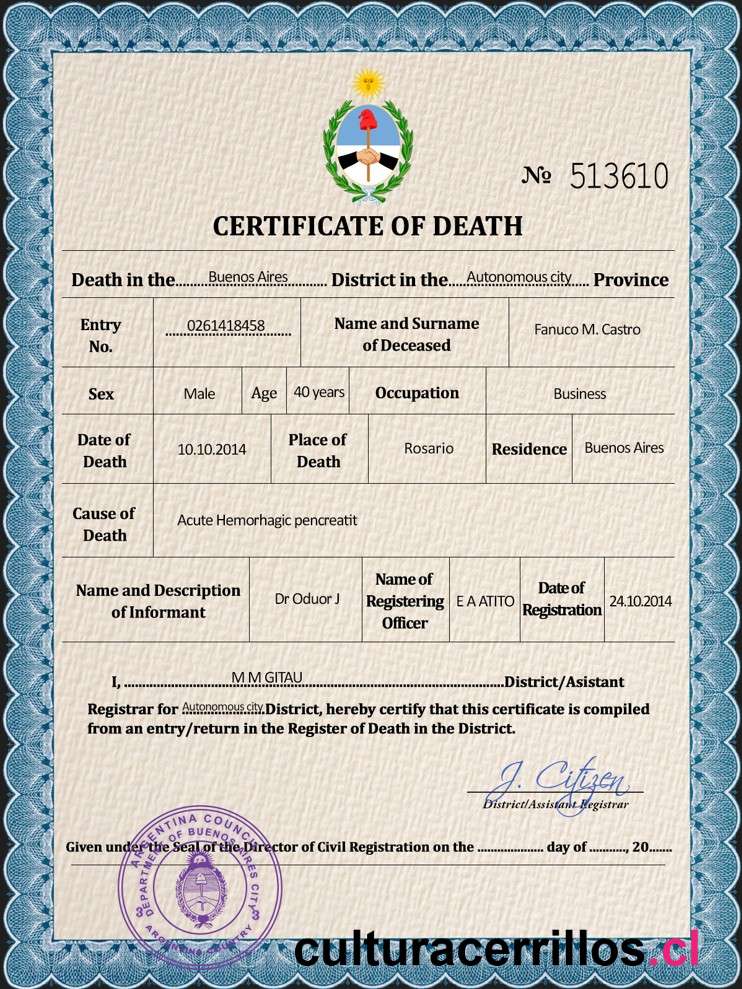 № 513610
CERTIFICATE OF DEATH
Death in the Buenos Aires District in the Autonomous city Province
Entry No. 0261418458 Name and Surname of Deceased Fanuco M. Castro
Sex Male Age 40 years Occupation Business
Date of Death 10.10.2014 Place of Death Rosario Residence Buenos Aires
Cause of Death Acute Hemorhagic pencreatit
Name and Description of Informant Dr Oduor J Name of Registering Officer E A ATITO Date of Registration 24.10.2014
I, M M GITAU District/Asistant
Registrar for Autonomous city District, hereby certify that this certificate is compiled
from an entry/return in the Register of Death in the District.
J. Citizen
District/Assistant Registrar
Given under the Seal of the Director of Civil Registration on the .................... day of ..........., 20.......
ARGENTINA COUNCIL
DEPARTMENT OF BUENOS AIRES CITY
culturacerrillos.cl